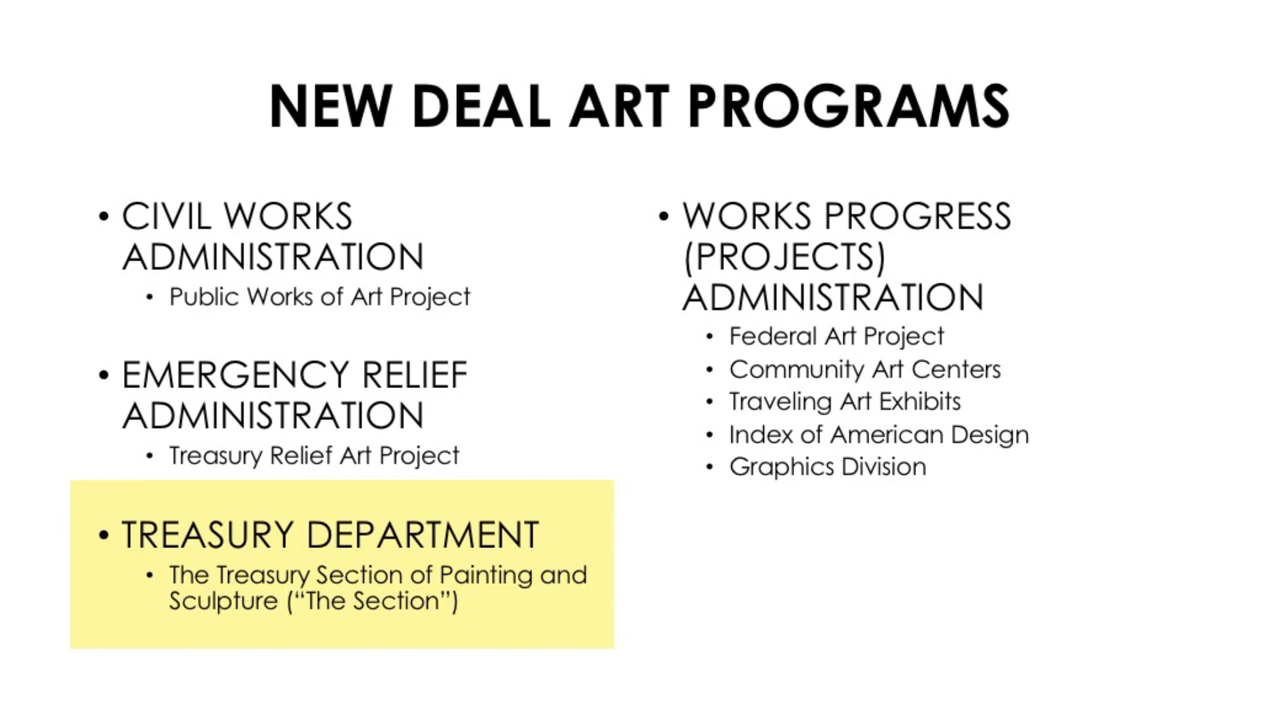 NEW DEAL ART PROGRAMS
• CIVIL WORKS
ADMINISTRATION
• Public Works of Art Project
• EMERGENCY RELIEF
ADMINISTRATION
• Treasury Relief Art Project
• TREASURY DEPARTMENT
• The Treasury Section of Painting and
Sculpture (“The Section”)
• WORKS PROGRESS
(PROJECTS)
ADMINISTRATION
• Federal Art Project
• Community Art Centers
• Traveling Art Exhibits
• Index of American Design
• Graphics Division